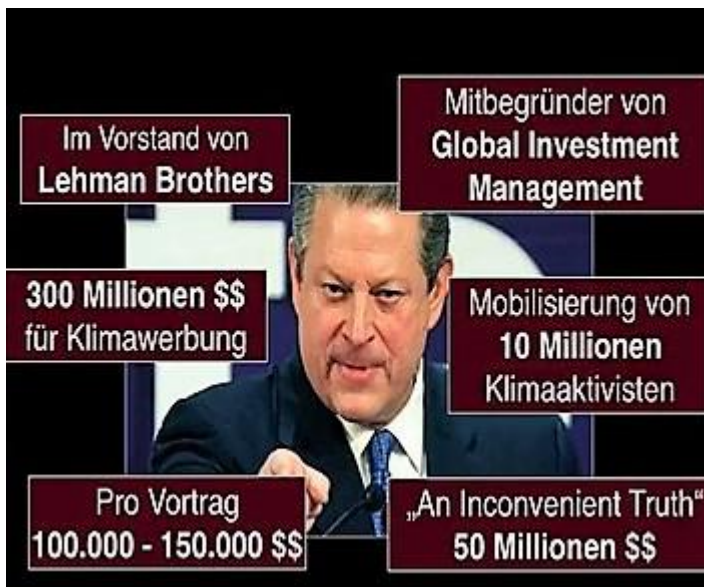 Im Vorstand von
Lehman Brothers
Mitbegründer von
Global Investment
Management
300 Millionen $$
für Klimawerbung
Mobilisierung von
10 Millionen
Klimaaktivisten
Pro Vortrag
100.000 - 150.000 $$
„An Inconvenient Truth“
50 Millionen $$